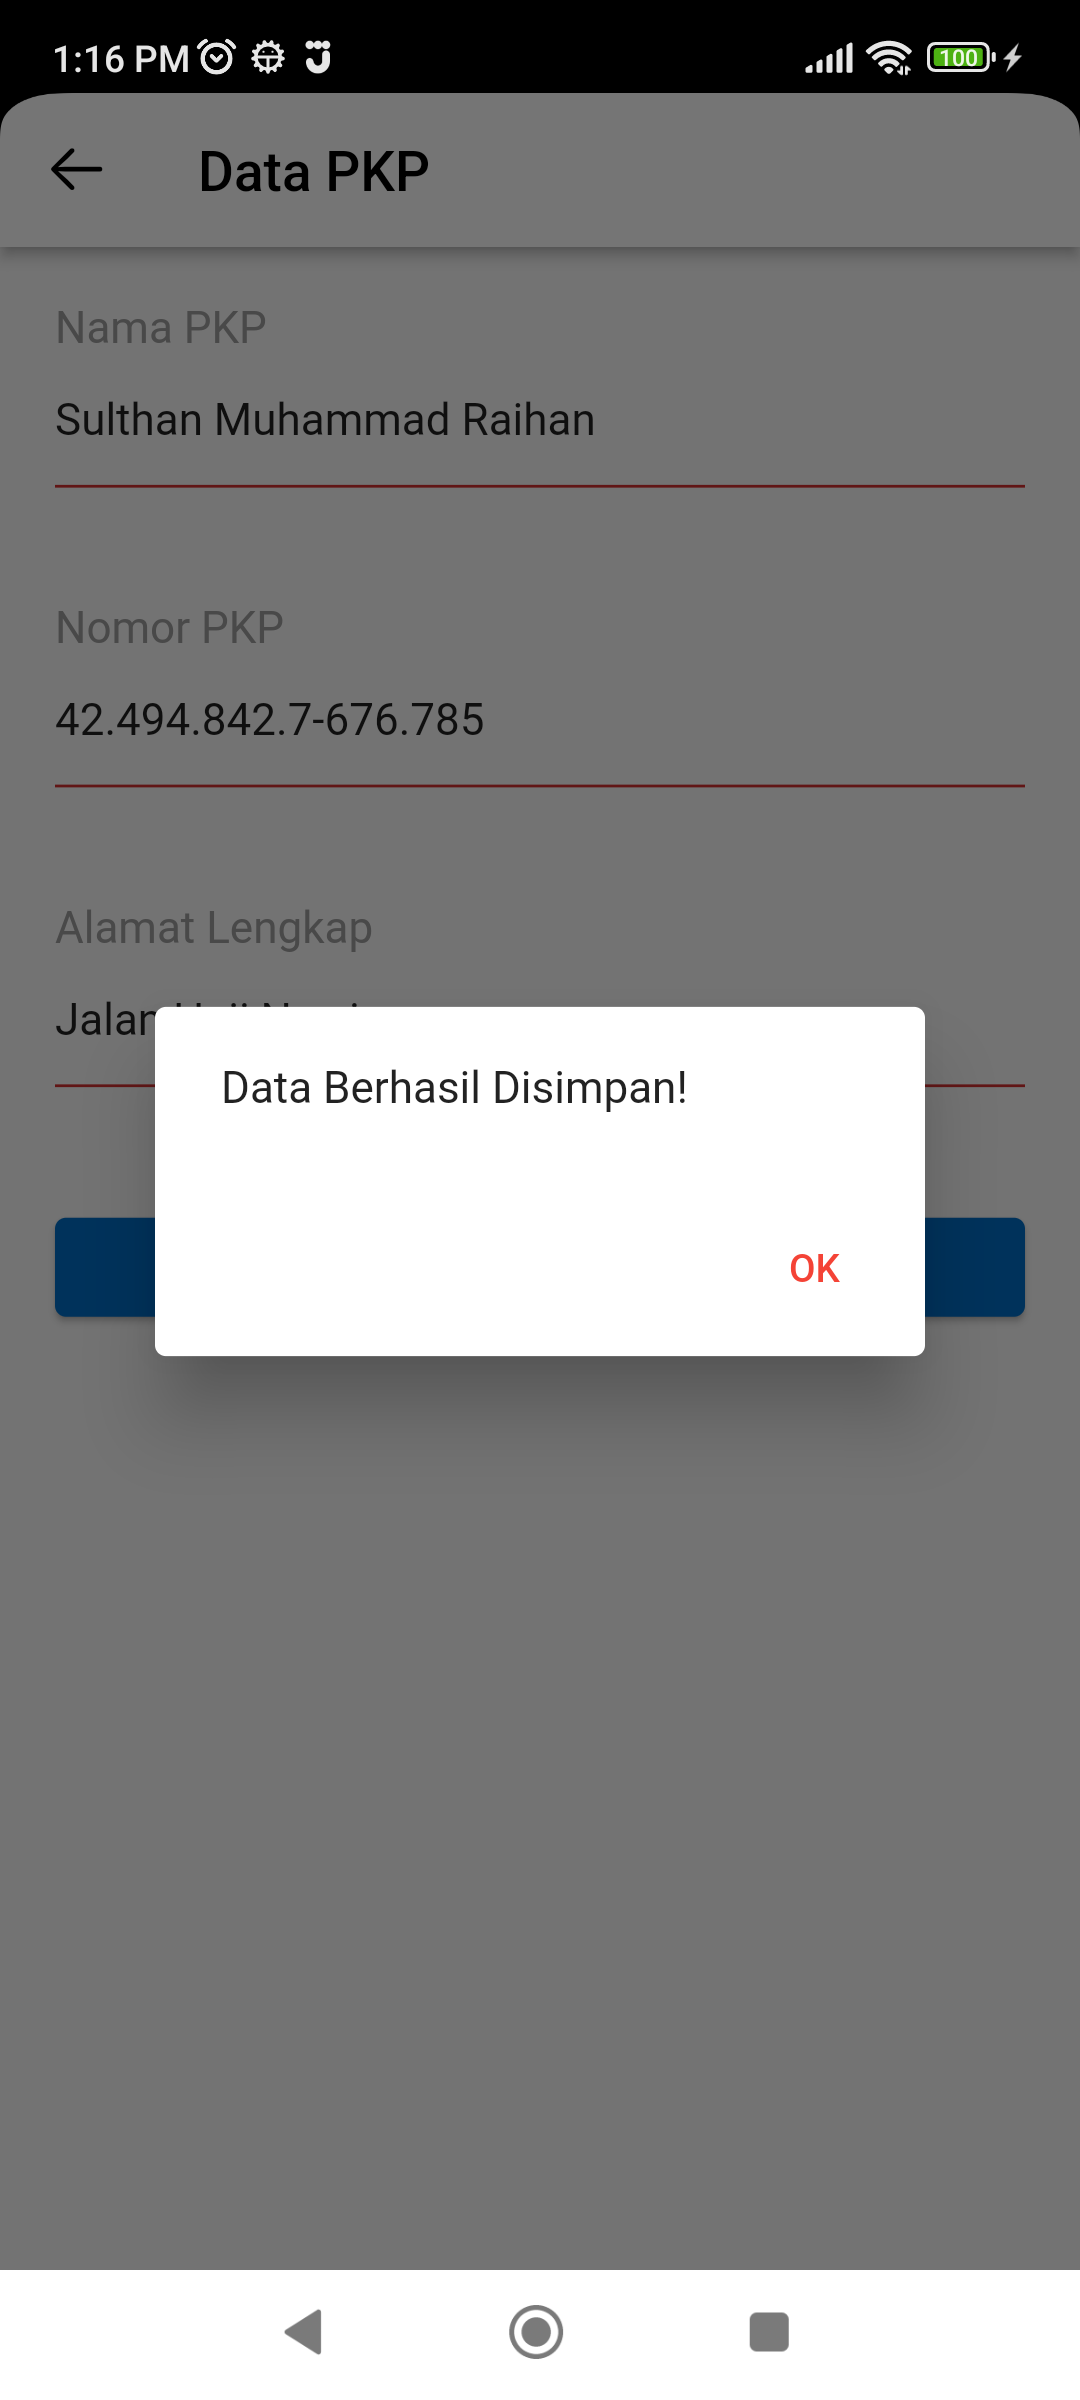 1:16 PM
100
Data PKP
Nama PKP
Sulthan Muhammad Raihan
Nomor PKP
42.494.842.7-676.785
Alamat Lengkap
Jalan
Data Berhasil Disimpan!
OK